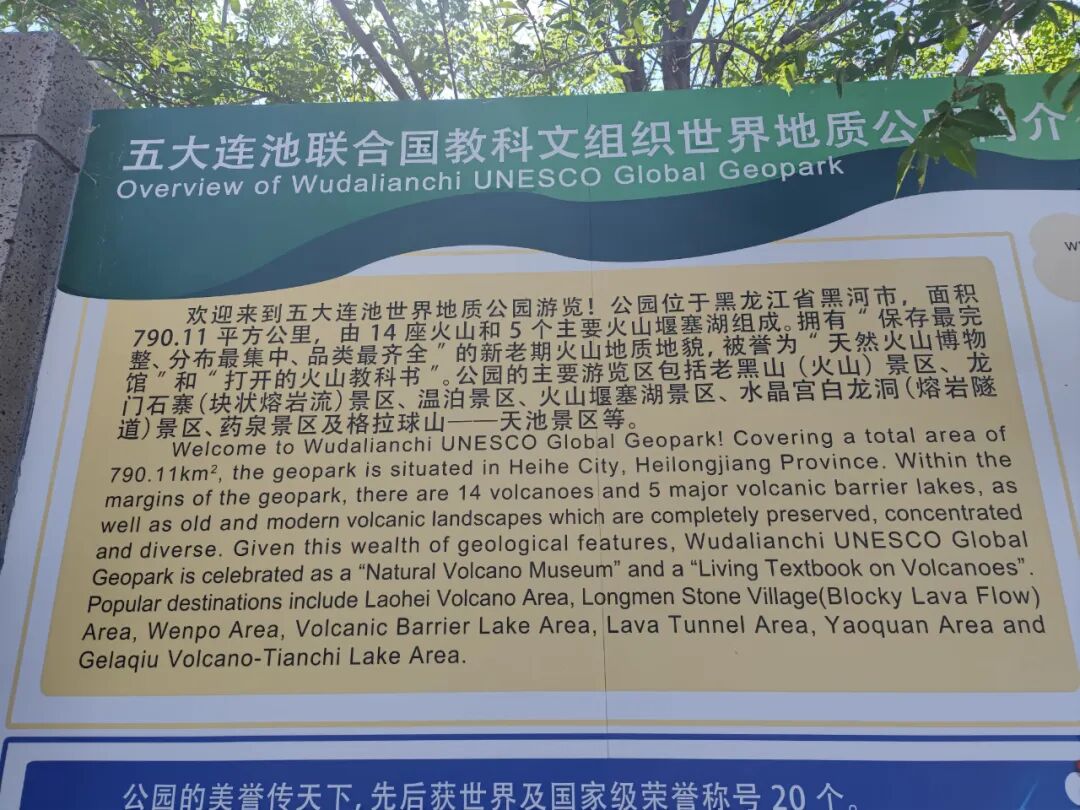 五大连池联合国教科文组织世界地质公园简介
Overview of Wudalianchi UNESCO Global Geopark
欢迎来到五大连池世界地质公园游览！公园位于黑龙江省黑河市，面积
790.11平方公里，由14座火山和5个主要火山堰塞湖组成。拥有“保存最完
整、分布最集中、品类最齐全”的新老期火山地质地貌，被誉为“天然火山博物
馆”和“打开的火山教科书”。公园的主要游览区包括老黑山（火山）景区、龙
门石寨（块状熔岩流）景区、温泊景区、火山堰塞湖景区、水晶宫白龙洞（熔岩隧
道）景区、药泉景区及格拉球山——天池景区等。
Welcome to Wudalianchi UNESCO Global Geopark! Covering a total area of
790.11km², the geopark is situated in Heihe City, Heilongjiang Province. Within the
margins of the geopark, there are 14 volcanoes and 5 major volcanic barrier lakes, as
well as old and modern volcanic landscapes which are completely preserved, concentrated
and diverse. Given this wealth of geological features, Wudalianchi UNESCO Global
Geopark is celebrated as a “Natural Volcano Museum” and a “Living Textbook on Volcanoes”.
Popular destinations include Laohei Volcano Area, Longmen Stone Village(Blocky Lava Flow)
Area, Wenpo Area, Volcanic Barrier Lake Area, Lava Tunnel Area, Yaoquan Area and
Gelaqiu Volcano-Tianchi Lake Area.
公园的美誉传天下，先后获世界及国家级荣誉称号20个。